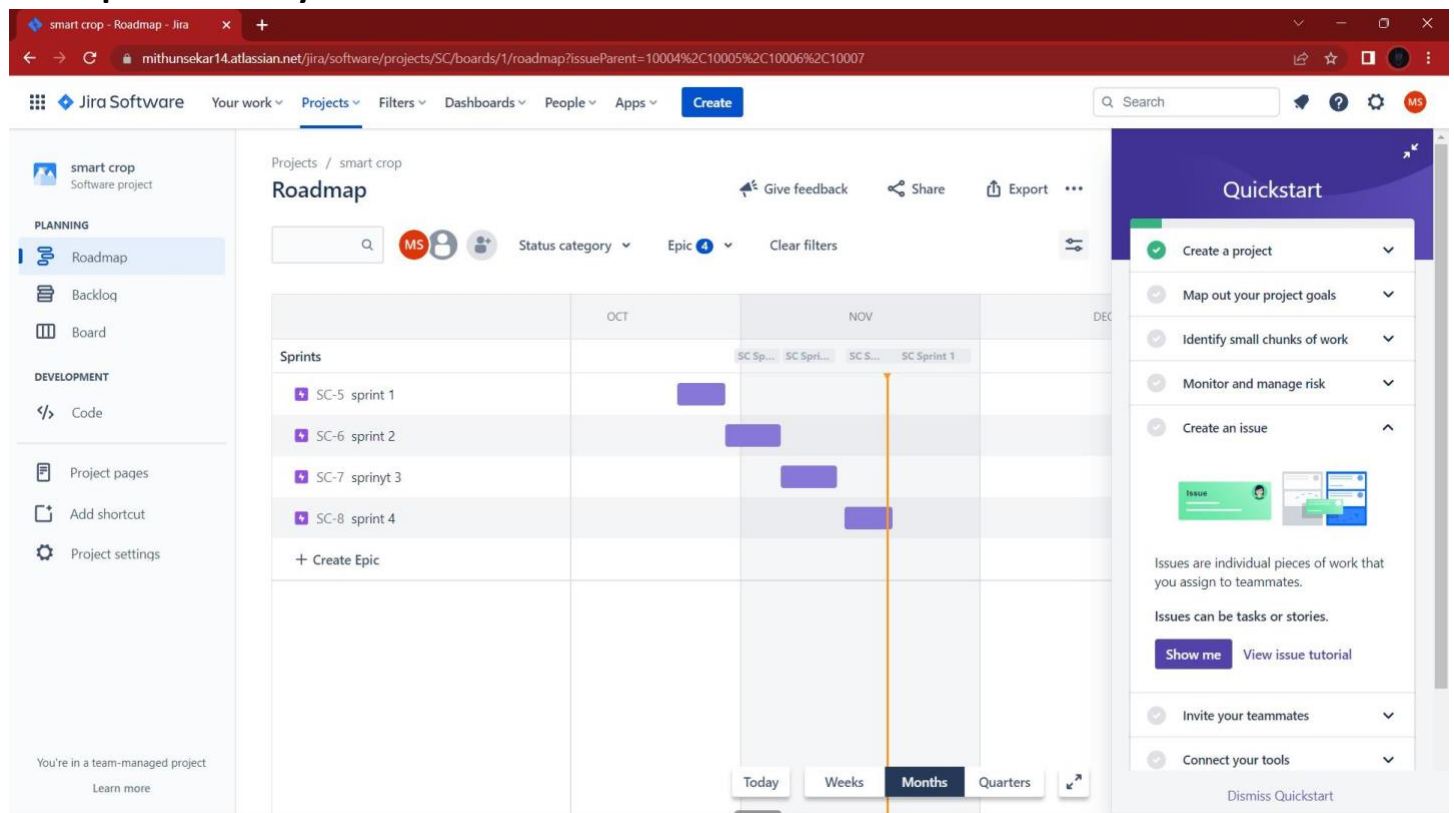 smart crop - Roadmap - Jira
mithunsekar14.atlassian.net/jira/software/projects/SC/boards/1/roadmap?issueParent=10004%2C10005%2C10006%2C10007
Jira Software Your work Projects Filters Dashboards People Apps Create Search MS
smart crop
Software project
PLANNING
Roadmap
Backlog
Board
DEVELOPMENT
Code
Project pages
Add shortcut
Project settings
You're in a team-managed project
Learn more
Projects / smart crop
Roadmap
Give feedback Share Export
MS Status category Epic 4 Clear filters
OCT NOV DEC
Sprints SC Sp... SC Spri... SC S... SC Sprint 1
SC-5 sprint 1
SC-6 sprint 2
SC-7 sprinyt 3
SC-8 sprint 4
+ Create Epic
Today Weeks Months Quarters
Quickstart
Create a project
Map out your project goals
Identify small chunks of work
Monitor and manage risk
Create an issue
Issue
Issues are individual pieces of work that
you assign to teammates.
Issues can be tasks or stories.
Show me View issue tutorial
Invite your teammates
Connect your tools
Dismiss Quickstart